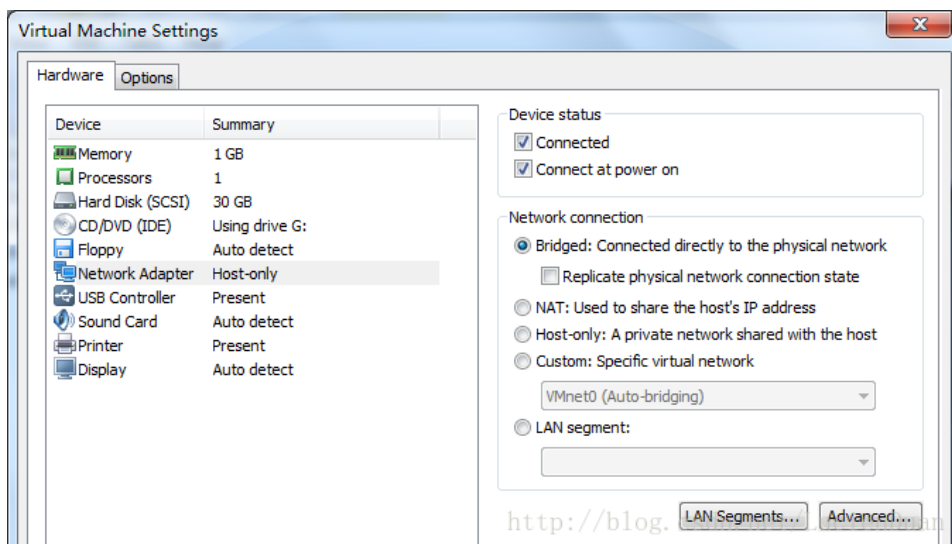 Virtual Machine Settings
Hardware Options
Device Summary
Memory 1 GB
Processors 1
Hard Disk (SCSI) 30 GB
CD/DVD (IDE) Using drive G:
Floppy Auto detect
Network Adapter Host-only
USB Controller Present
Sound Card Auto detect
Printer Present
Display Auto detect
Device status
Connected
Connect at power on
Network connection
Bridged: Connected directly to the physical network
Replicate physical network connection state
NAT: Used to share the host's IP address
Host-only: A private network shared with the host
Custom: Specific virtual network
VMnet0 (Auto-bridging)
LAN segment:
LAN Segments... Advanced...
http://blog.